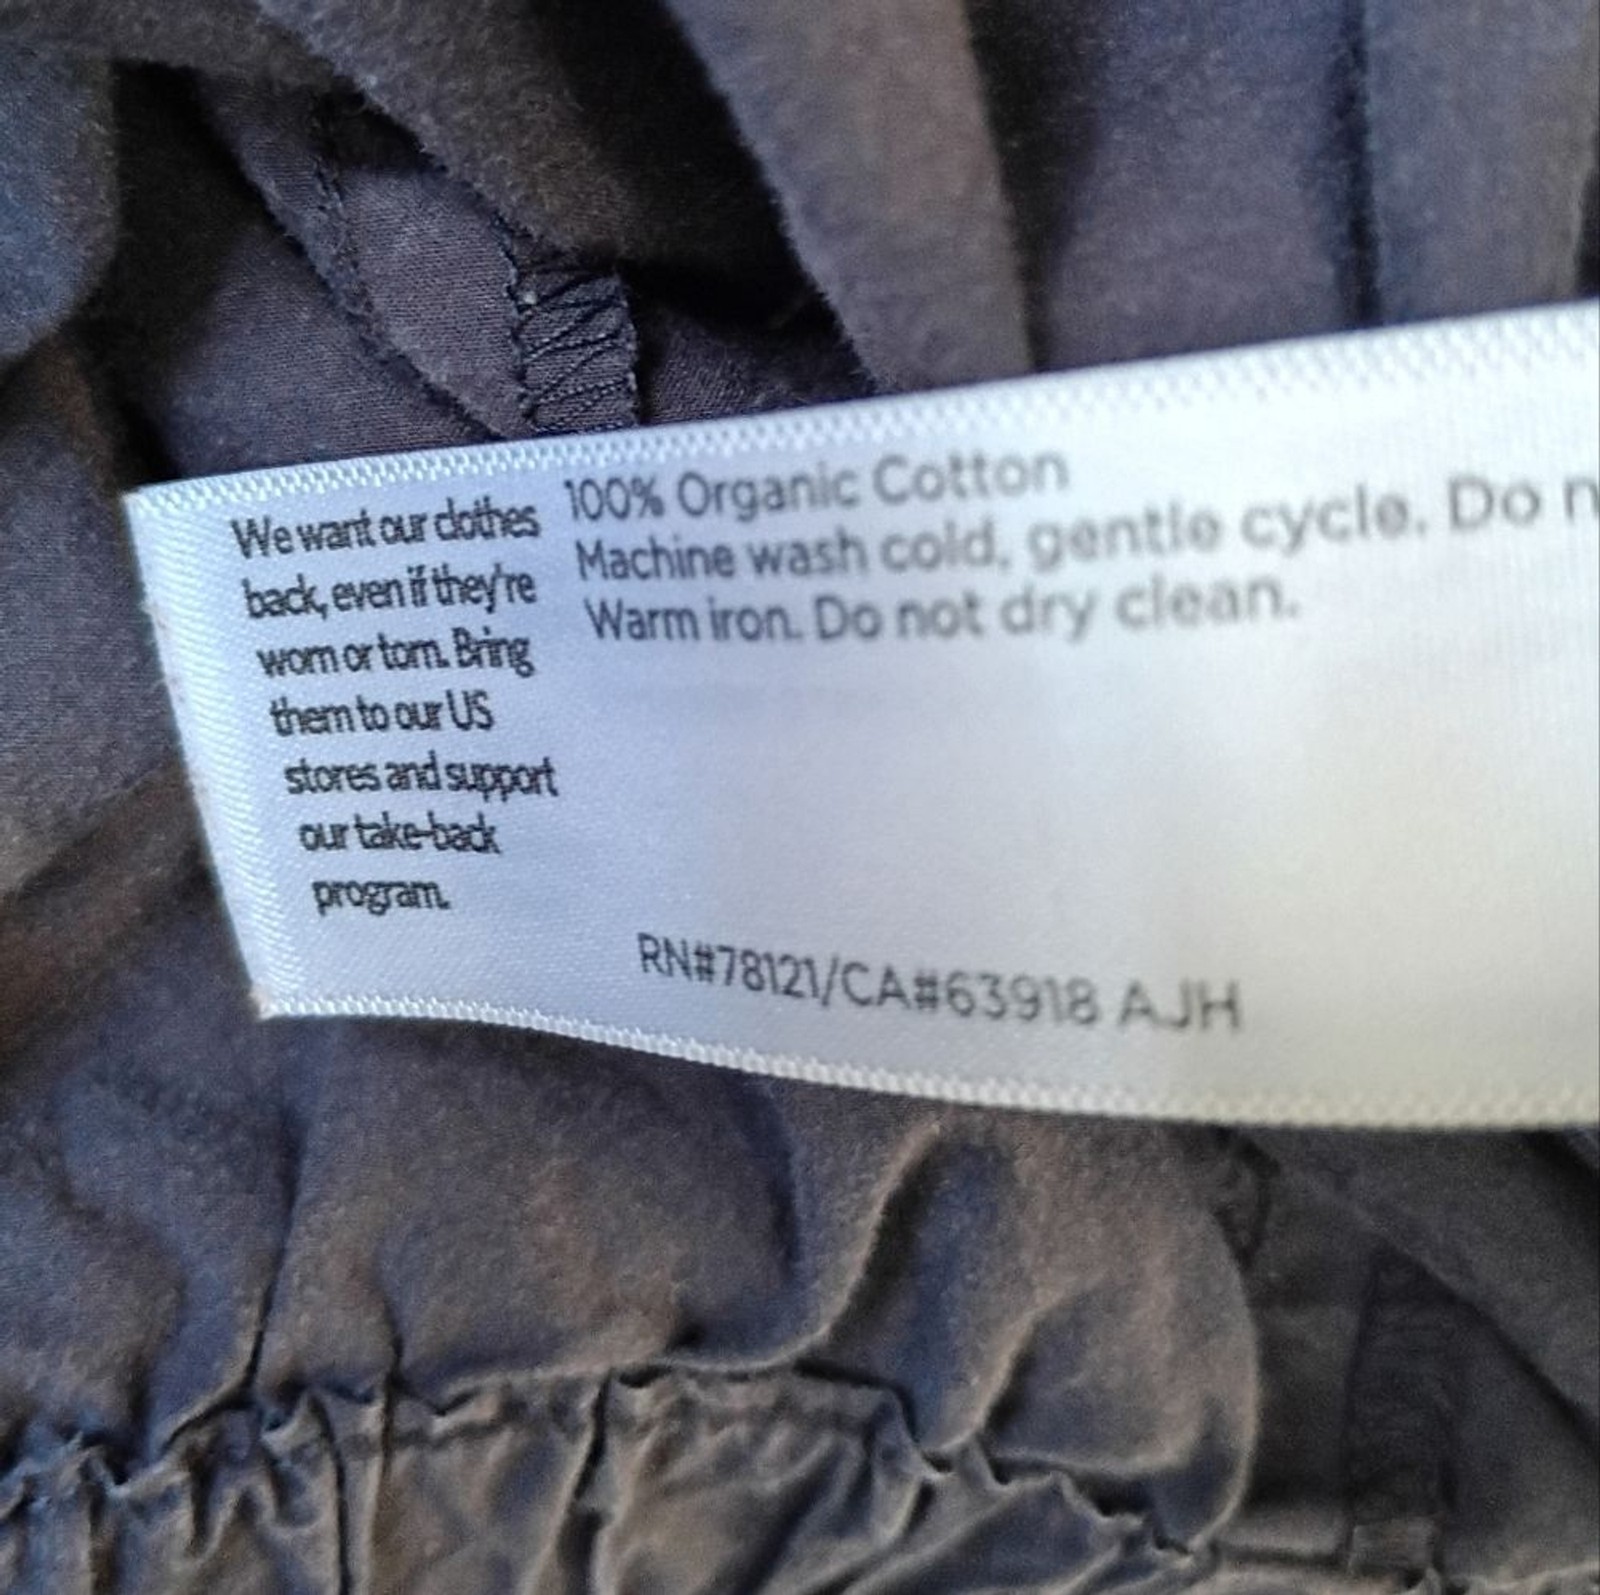 We want our clothes
back, even if they're
worn or torn. Bring
them to our US
stores and support
our take-back
program.
100% Organic Cotton
Machine wash cold, gentle cycle. Do n
Warm iron. Do not dry clean.
RN#78121/CA#63918 AJH